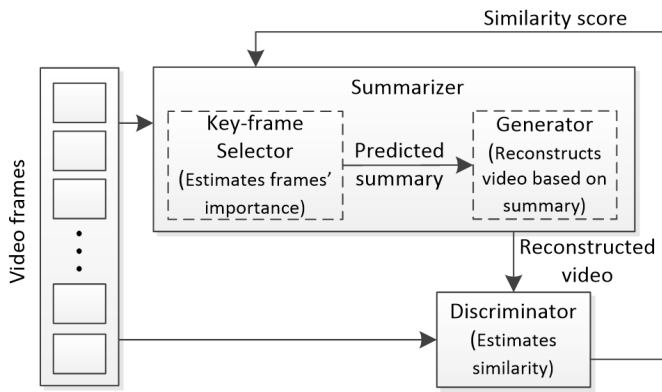 Similarity score
Video frames
Summarizer
Key-frame
Selector
(Estimates frames'
importance)
Predicted
summary
Generator
(Reconstructs
video based on
summary)
Reconstructed
video
Discriminator
(Estimates
similarity)